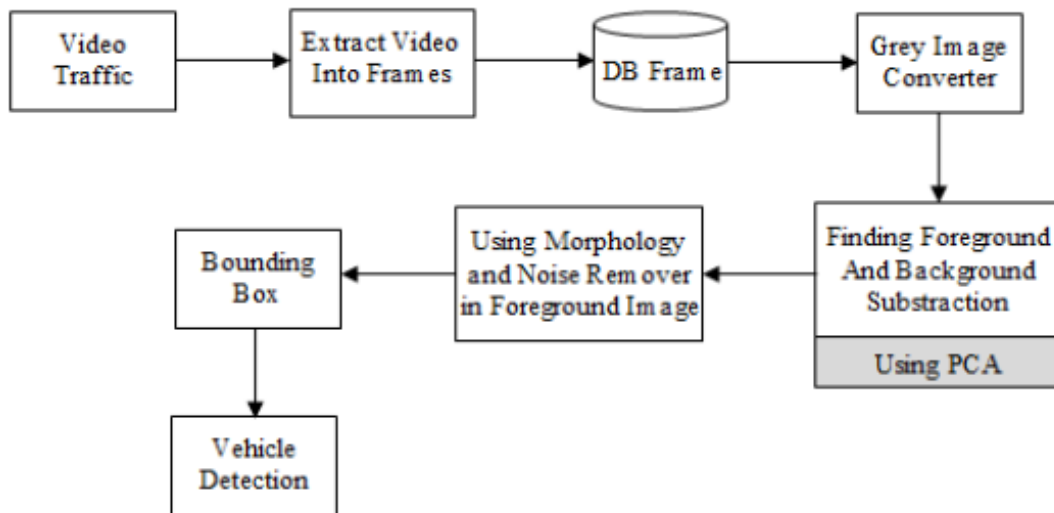 Video
Traffic
Extract Video
Into Frames
DB Frame
Grey Image
Converter
Finding Foreground
And Background
Substraction
Using PCA
Using Morphology
and Noise Remover
in Foreground Image
Bounding
Box
Vehicle
Detection